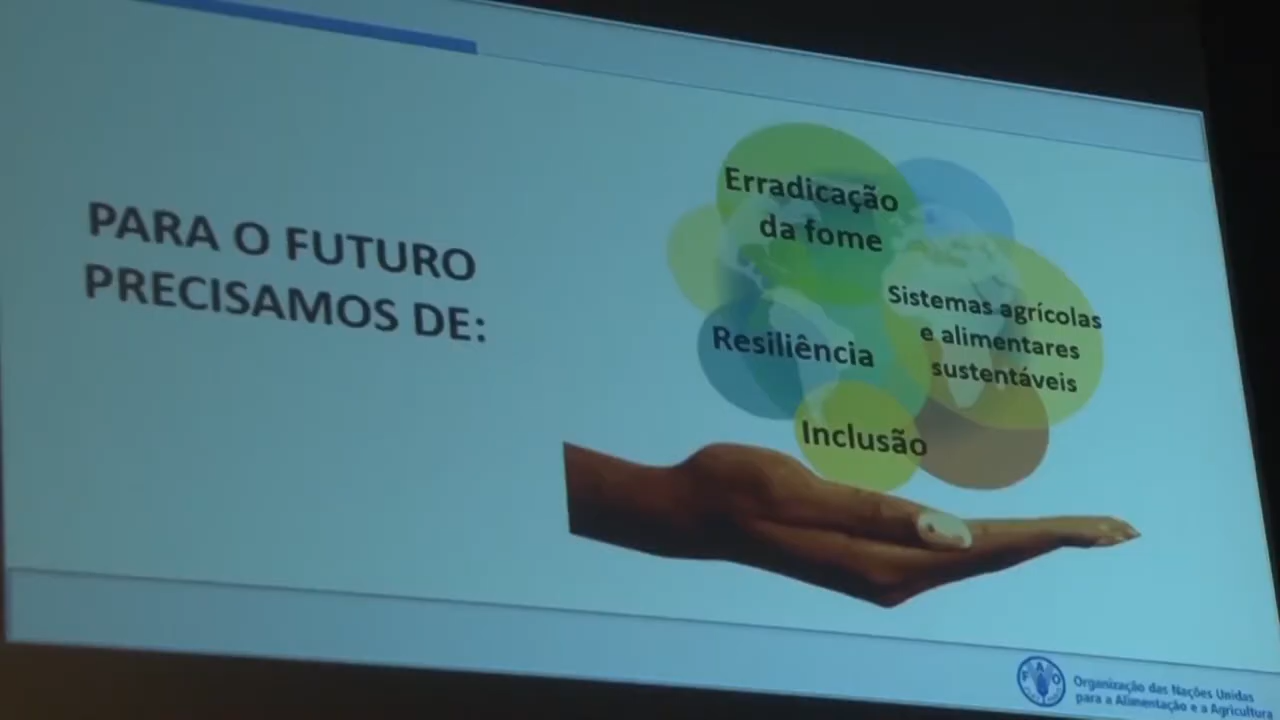 PARA O FUTURO
PRECISAMOS DE:
Erradicação
da fome
Sistemas agrícolas
e alimentares
sustentáveis
Resiliência
Inclusão
FAO
Organização das Nações Unidas
para a Alimentação e a Agricultura